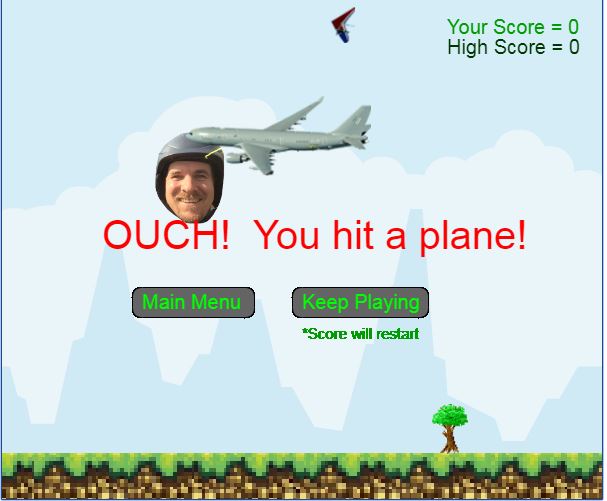 Your Score = 0
High Score = 0
OUCH!  You hit a plane!
Main Menu
Keep Playing
*Score will restart